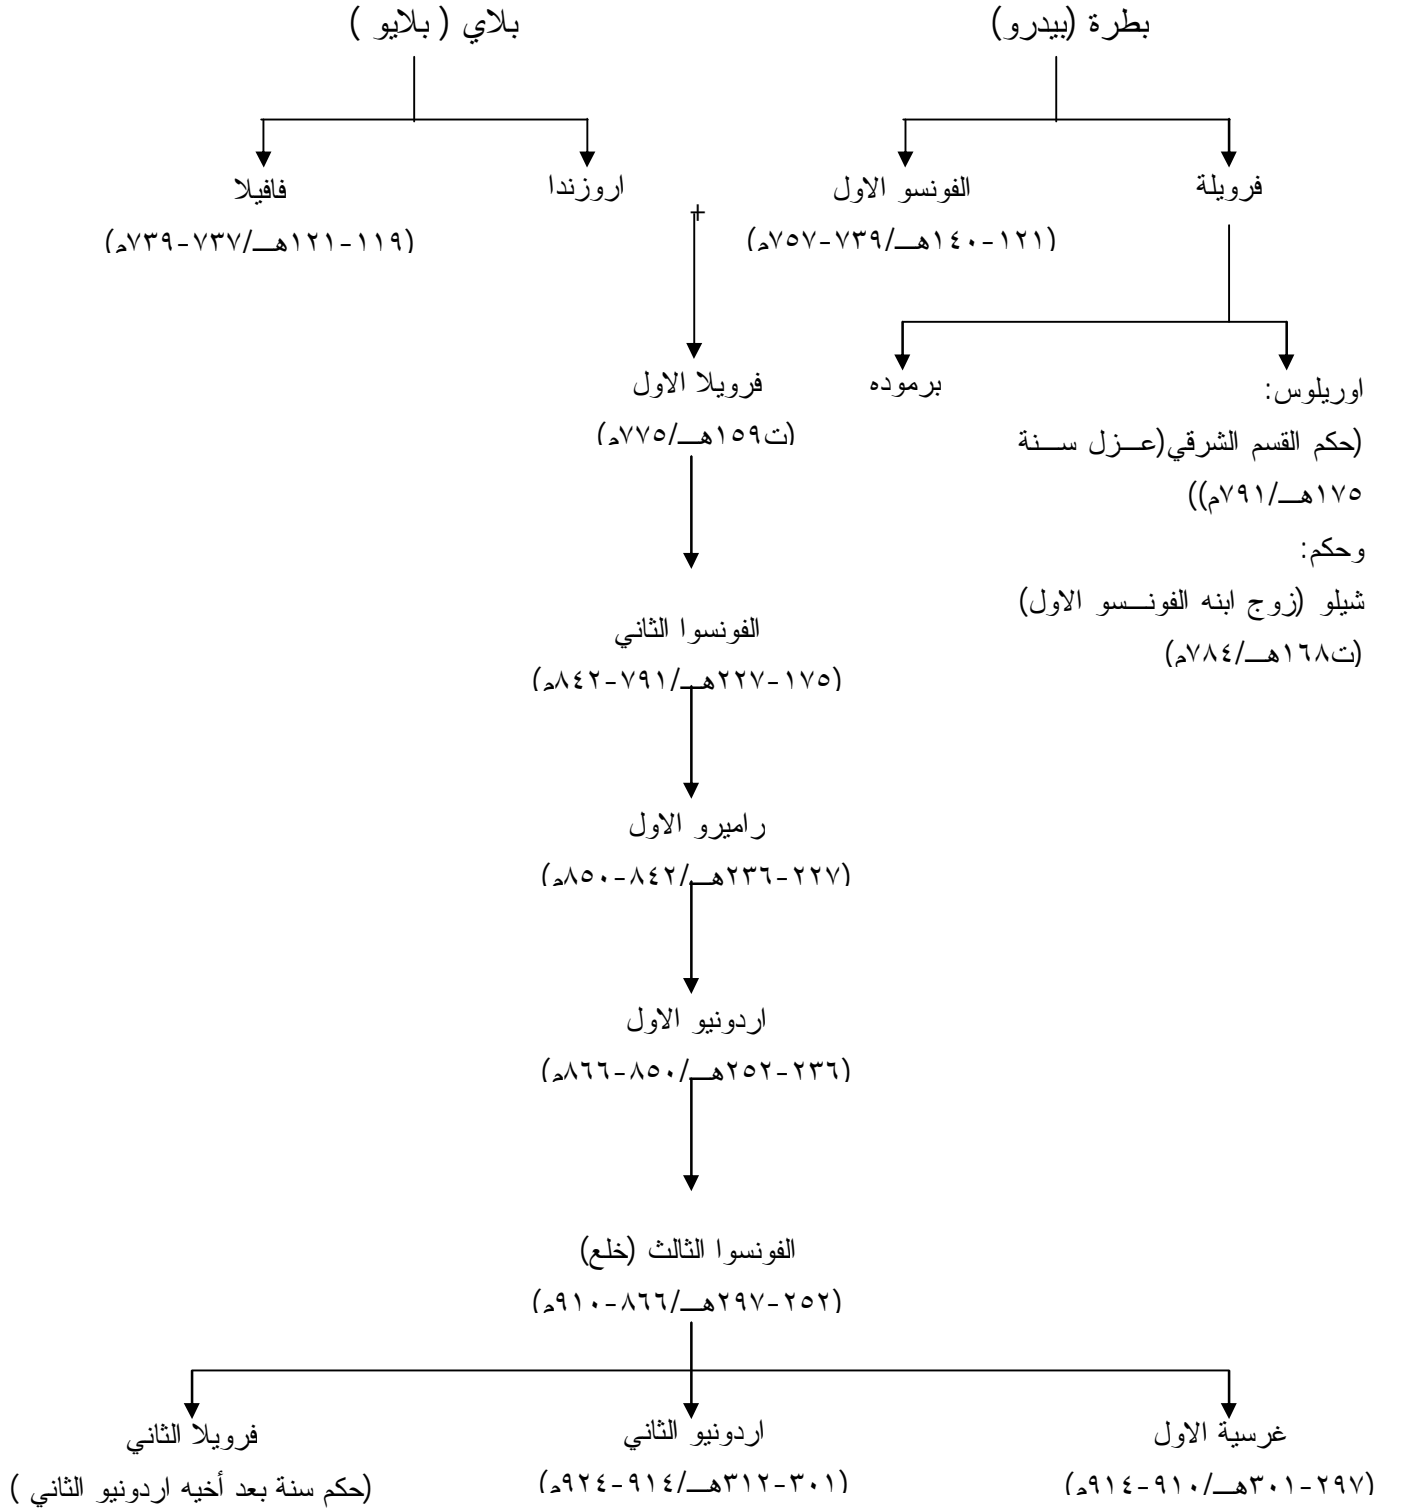 بطرة (بيدرو)
بلاي ( بلايو )
فرويلة
الفونسو الاول
(١٢١-١٤٠هـ/٧٣٩-٧٥٧م)
اروزندا
فافيلا
(١١٩-١٢١هـ/٧٣٧-٧٣٩م)
اوريلوس:
(حكم القسم الشرقي(عزل سنة
١٧٥هـ/٧٩١م))
وحكم:
شيلو (زوج ابنه الفونسو الاول)
(ت١٦٨هـ/٧٨٤م)
برموده
فرويلا الاول
(ت١٥٩هـ/٧٧٥م)
الفونسوا الثاني
(١٧٥-٢٢٧هـ/٧٩١-٨٤٢م)
راميرو الاول
(٢٢٧-٢٣٦هـ/٨٤٢-٨٥٠م)
اردونيو الاول
(٢٣٦-٢٥٢هـ/٨٥٠-٨٦٦م)
الفونسوا الثالث (خلع)
(٢٥٢-٢٩٧هـ/٨٦٦-٩١٠م)
غرسية الاول
(٢٩٧-٣٠١هـ/٩١٠-٩١٤م)
اردونيو الثاني
(٣٠١-٣١٢هـ/٩١٤-٩٢٤م)
فرويلا الثاني
(حكم سنة بعد أخيه اردونيو الثاني )